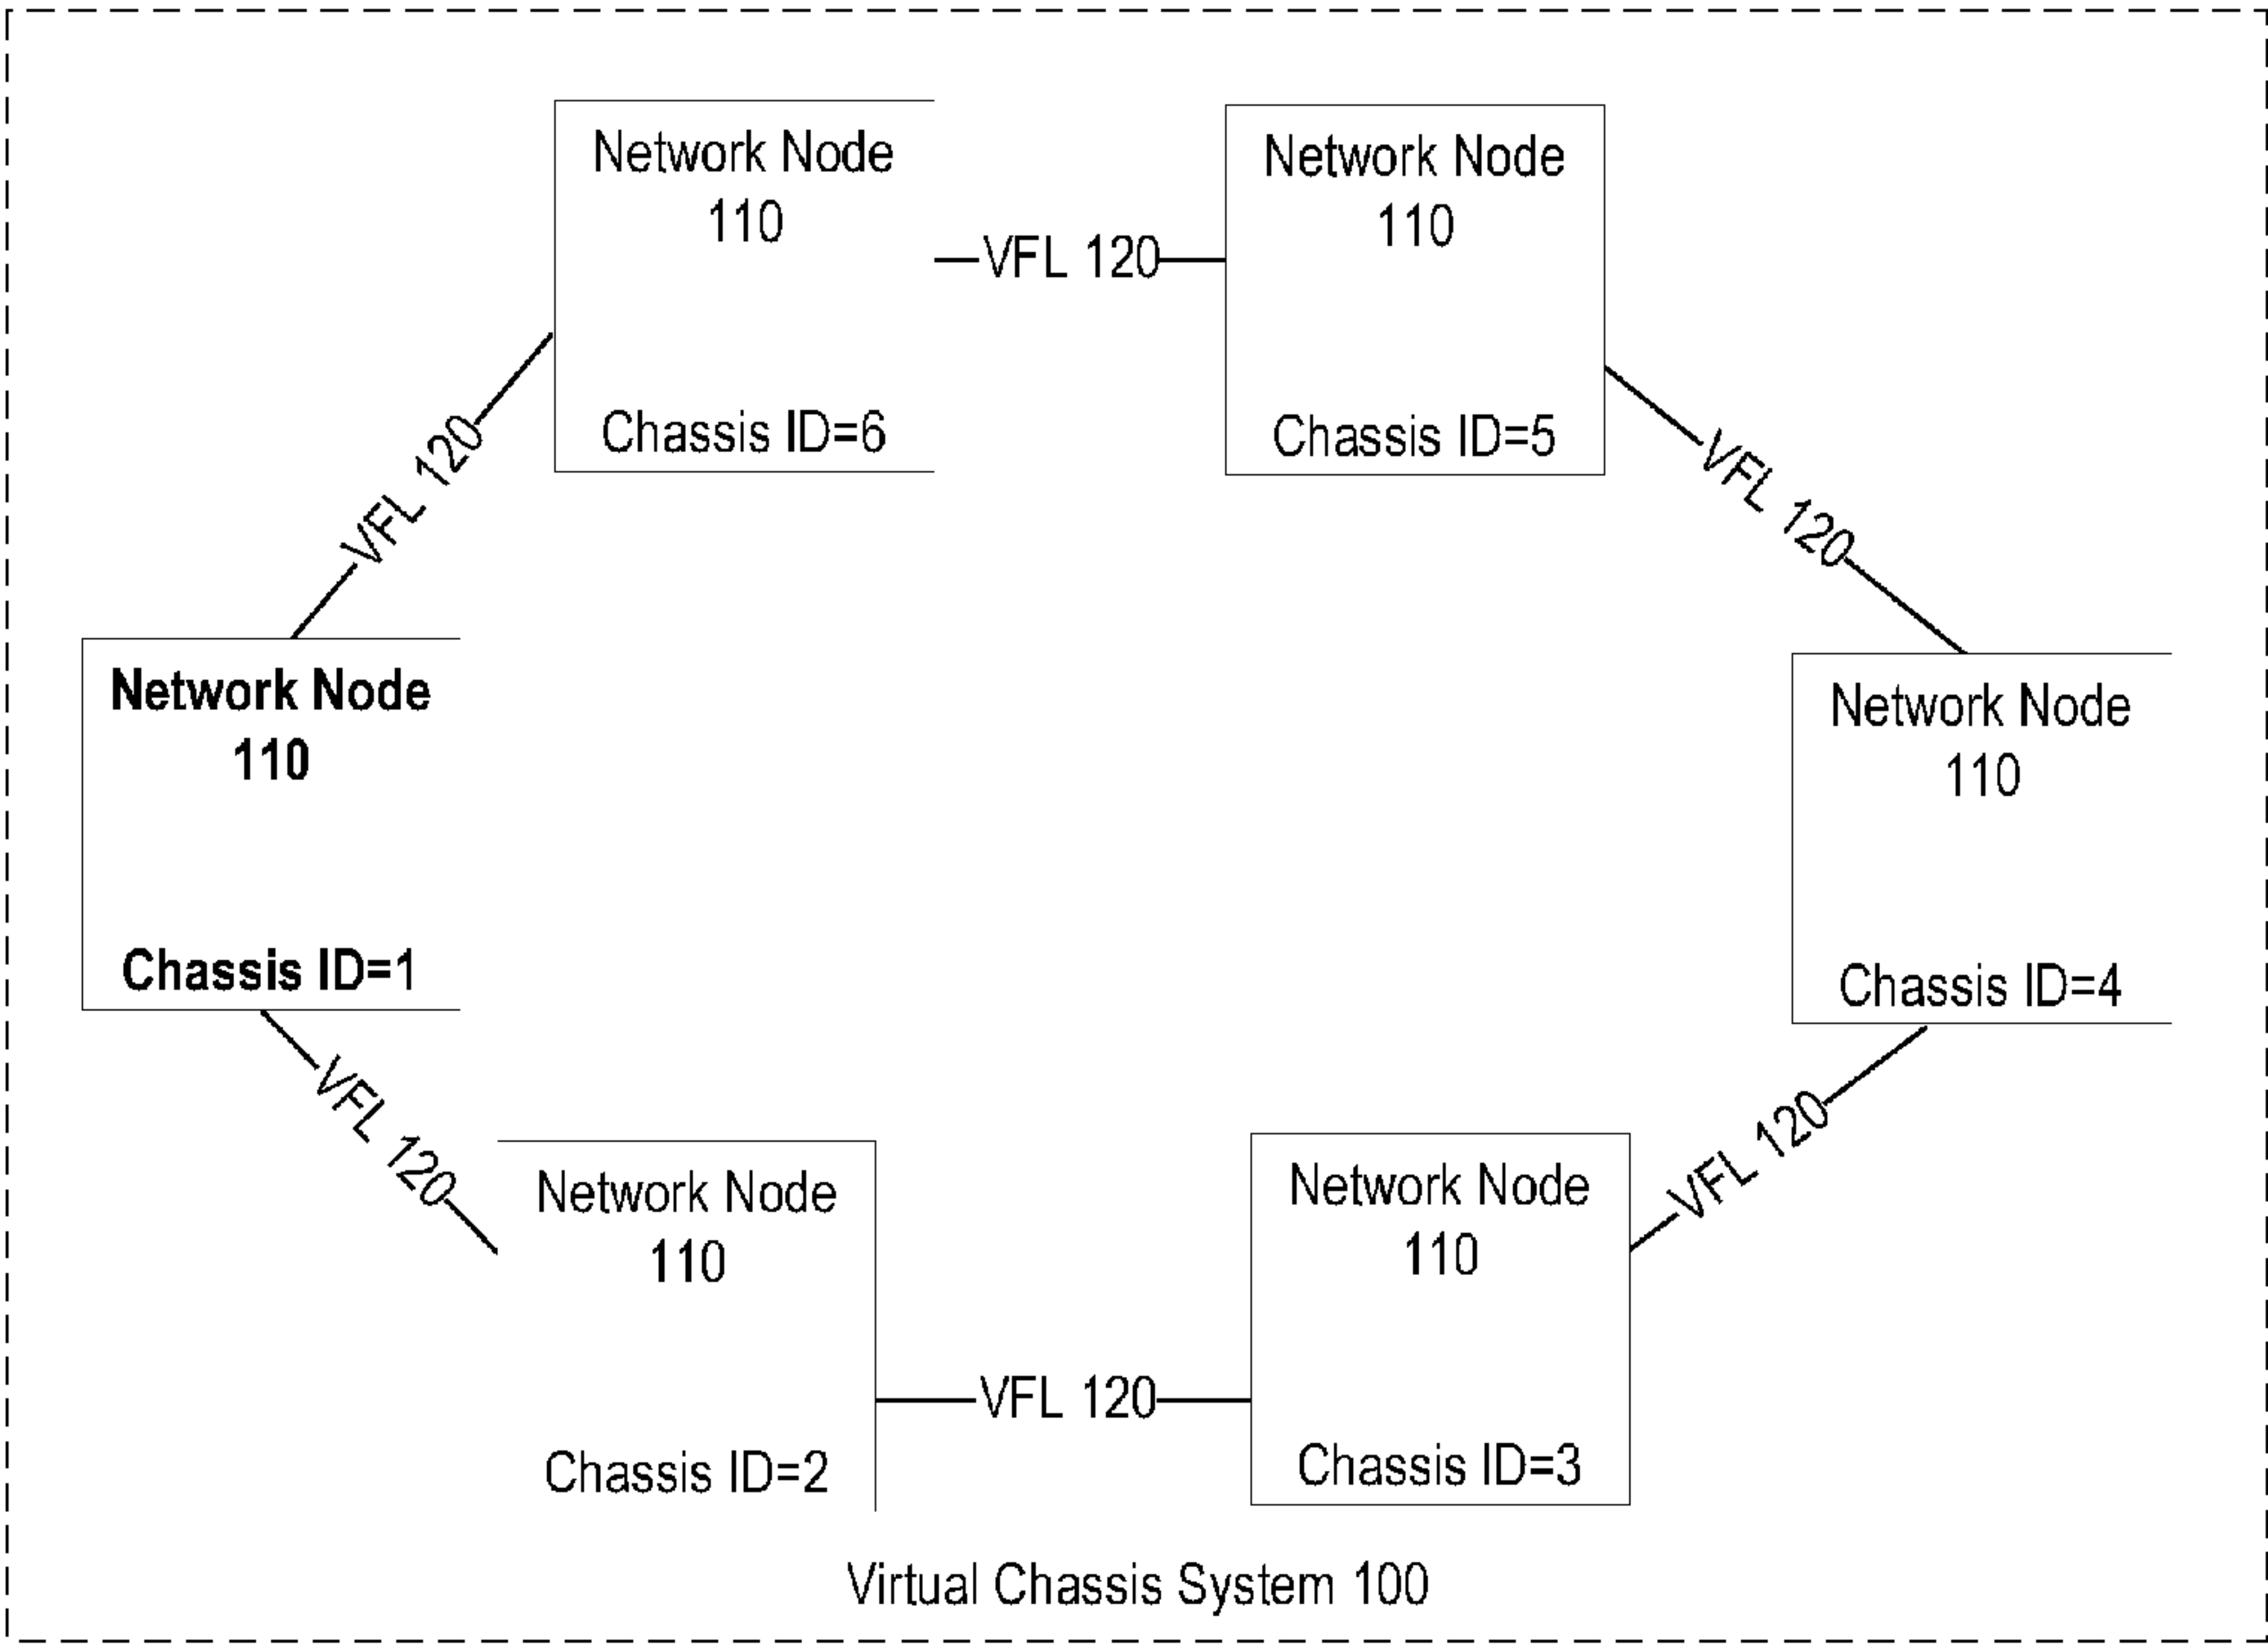 Network Node
110
Chassis ID=6
VFL 120
Network Node
110
Chassis ID=5
VFL 120
VFL 120
Network Node
110
Chassis ID=1
Network Node
110
Chassis ID=4
VFL 120
VFL 120
Network Node
110
Chassis ID=2
VFL 120
Network Node
110
Chassis ID=3
Virtual Chassis System 100